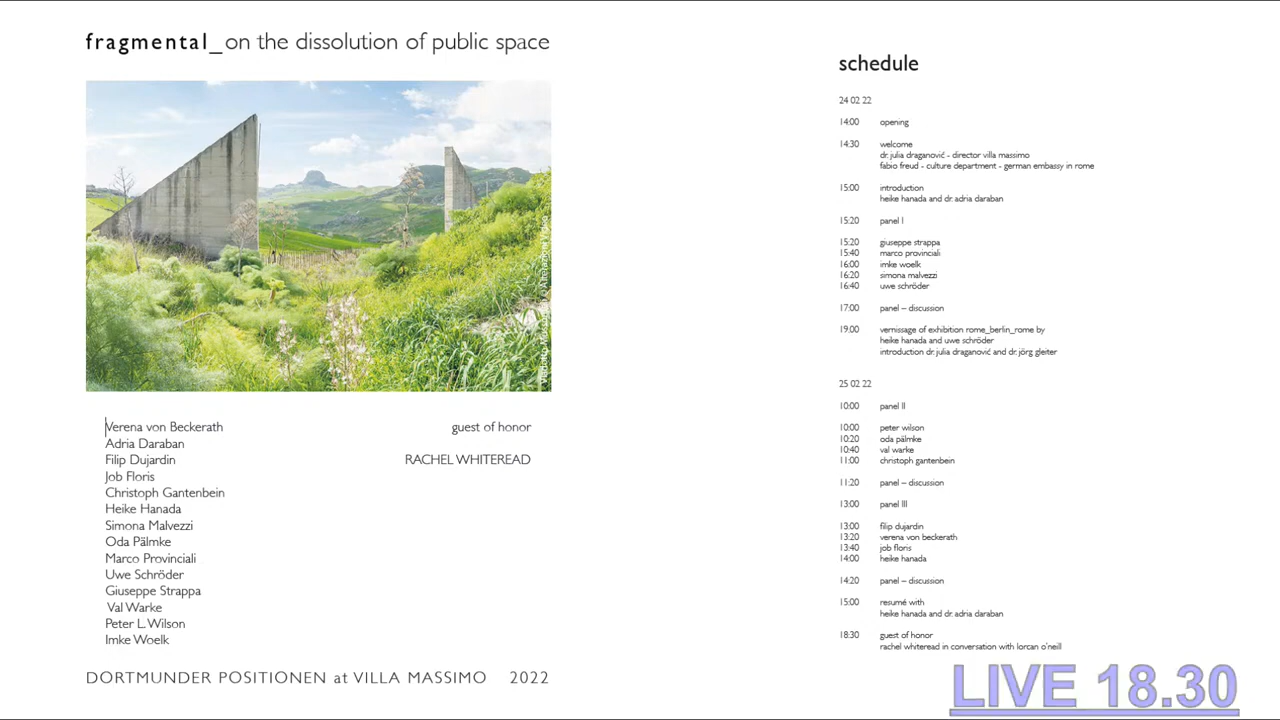 fragmental_on the dissolution of public space
Verena von Beckerath
Adria Daraban
Filip Dujardin
Job Floris
Christoph Gantenbein
Heike Hanada
Simona Malvezzi
Oda Pälmke
Marco Provinciali
Uwe Schröder
Giuseppe Strappa
Val Warke
Peter L. Wilson
Imke Woelk
guest of honor
RACHEL WHITEREAD
DORTMUNDER POSITIONEN at VILLA MASSIMO 2022
schedule
24 02 22
14:00 opening
14:30 welcome
dr. julia draganović - director villa massimo
fabio freud - culture department - german embassy in rome
15:00 introduction
heike hanada and dr. adria daraban
15:20 panel I
15:20 giuseppe strappa
15:40 marco provinciali
16:00 imke woelk
16:20 simona malvezzi
16:40 uwe schröder
17:00 panel – discussion
19.00 vernissage of exhibition rome_berlin_rome by
heike hanada and uwe schröder
introduction dr. julia draganović and dr. jörg gleiter
25 02 22
10:00 panel II
10:00 peter wilson
10:20 oda pälmke
10:40 val warke
11:00 christoph gantenbein
11:20 panel – discussion
13:00 panel III
13:00 filip dujardin
13:20 verena von beckerath
13:40 job floris
14:00 heike hanada
14:20 panel – discussion
15:00 resumé with
heike hanada and dr. adria daraban
18:30 guest of honor
rachel whiteread in conversation with lorcan o'neill
LIVE 18.30